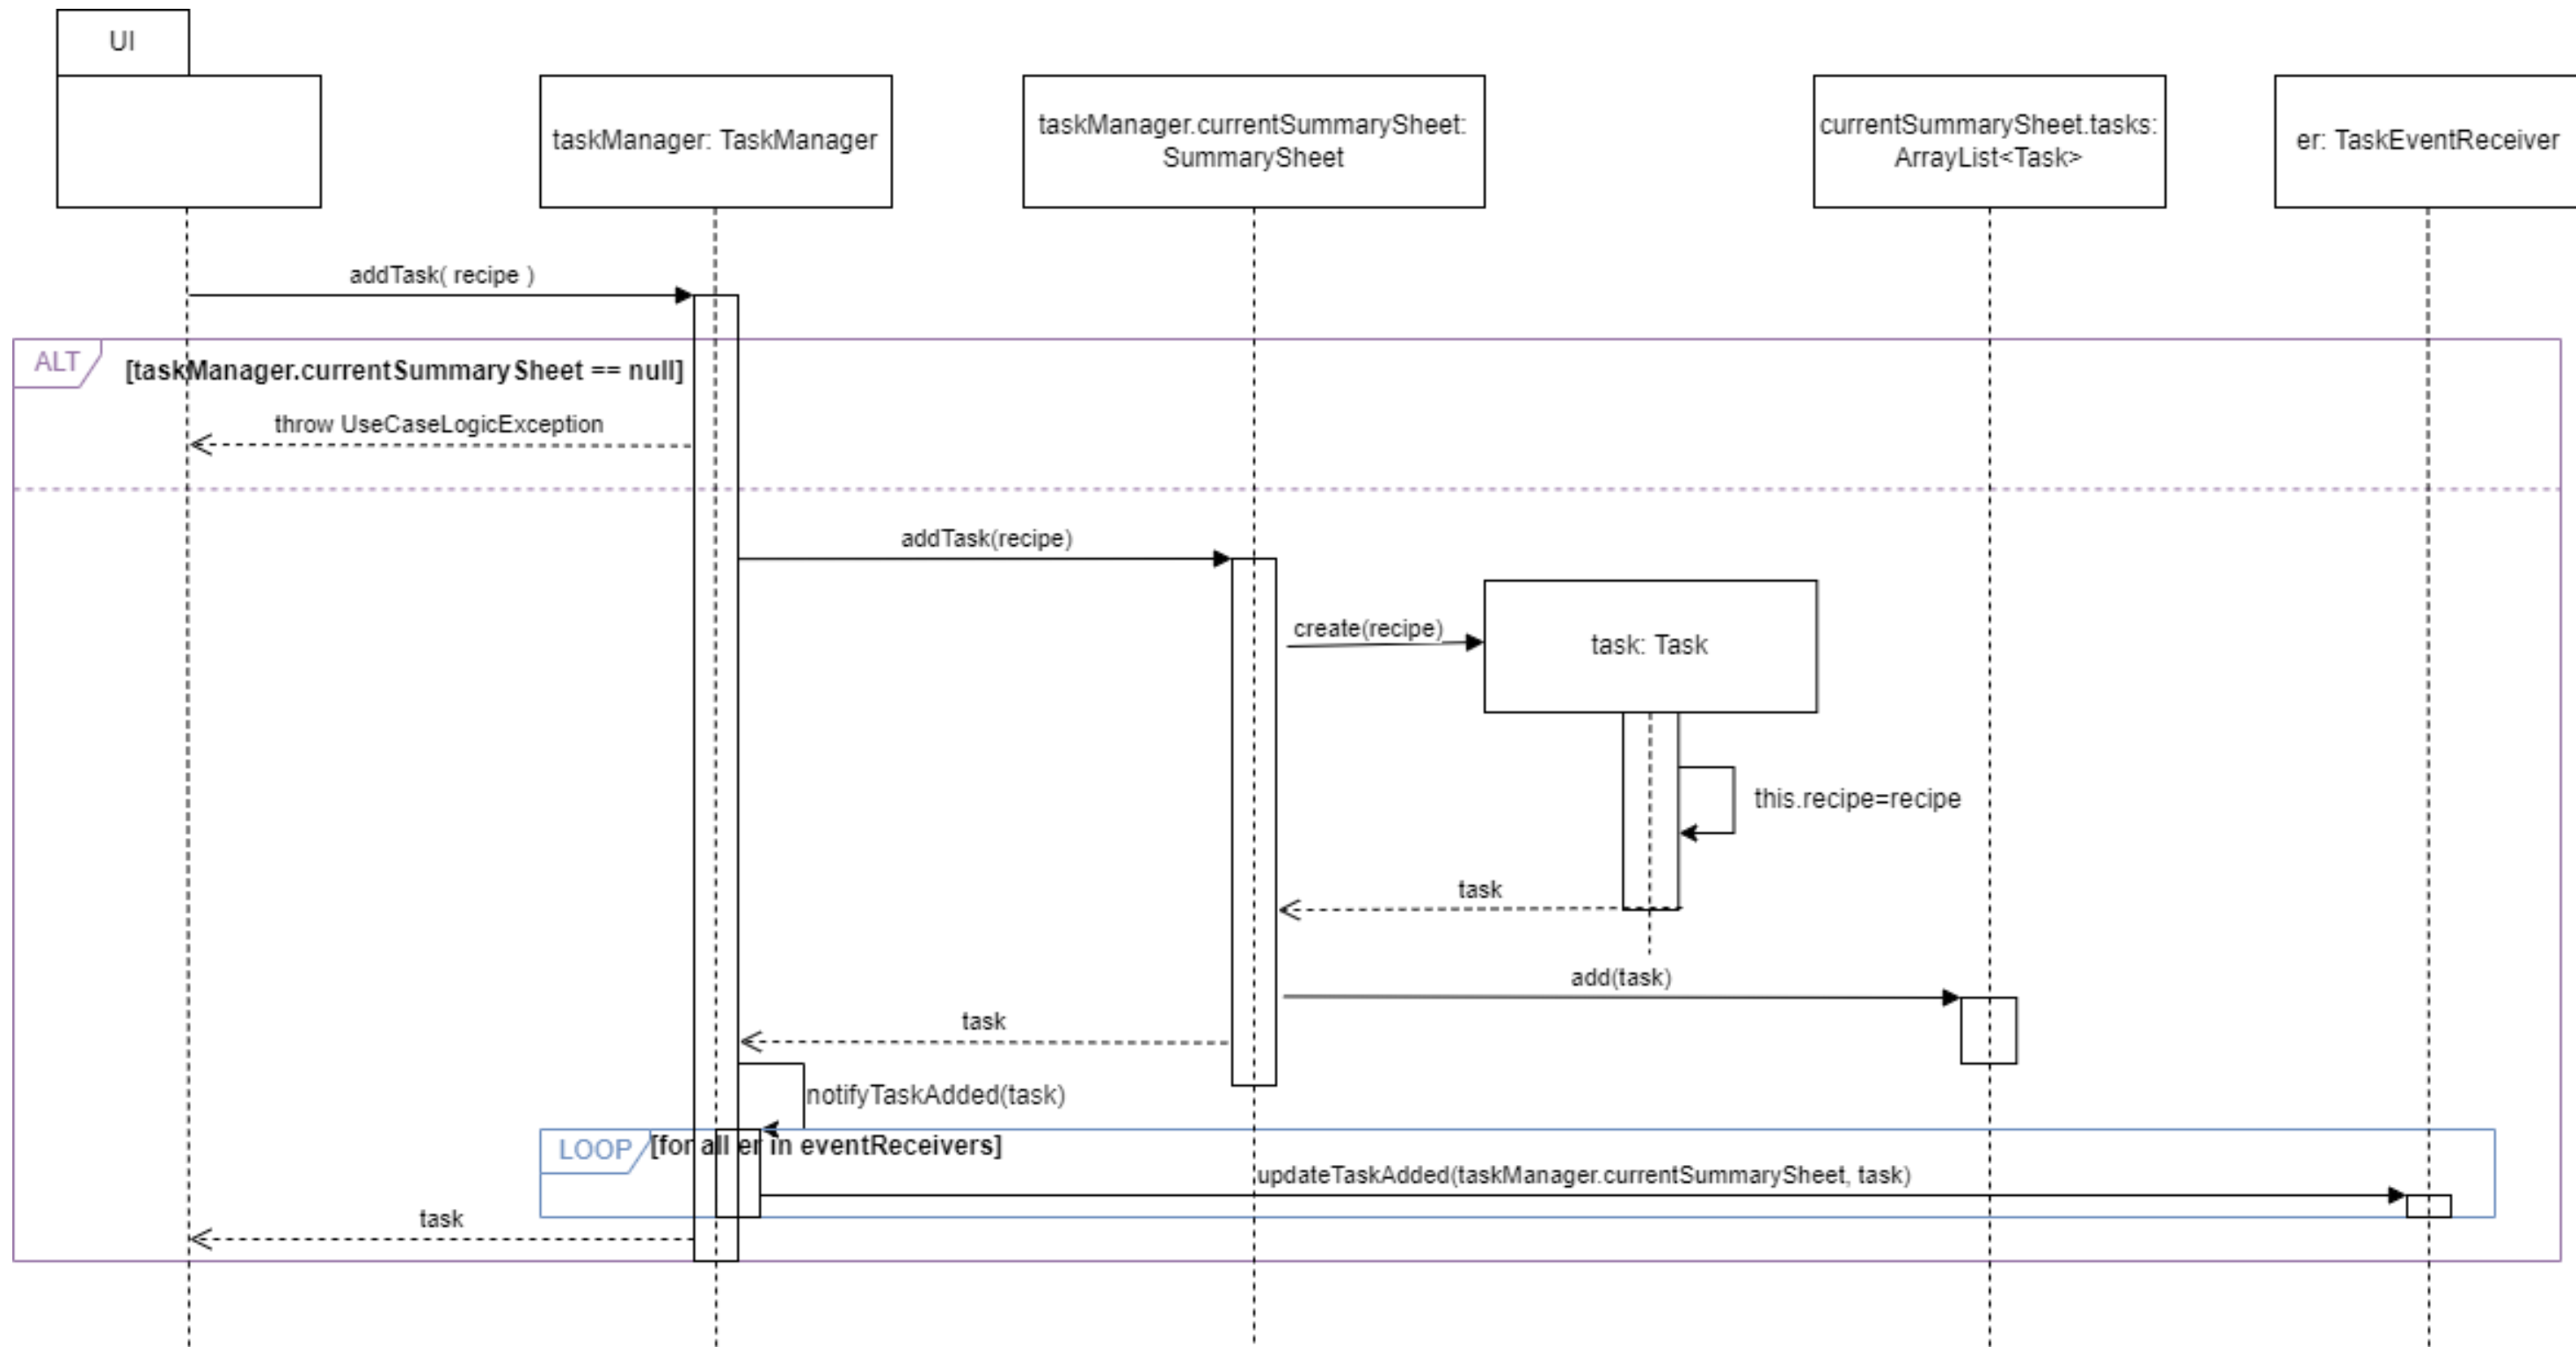 UI
taskManager: TaskManager
taskManager.currentSummarySheet:
SummarySheet
currentSummarySheet.tasks:
ArrayList<Task>
er: TaskEventReceiver
addTask( recipe )
ALT
[taskManager.currentSummarySheet == null]
throw UseCaseLogicException
addTask(recipe)
create(recipe)
task: Task
this.recipe=recipe
task
add(task)
task
notifyTaskAdded(task)
LOOP
[for all er in eventReceivers]
updateTaskAdded(taskManager.currentSummarySheet, task)
task